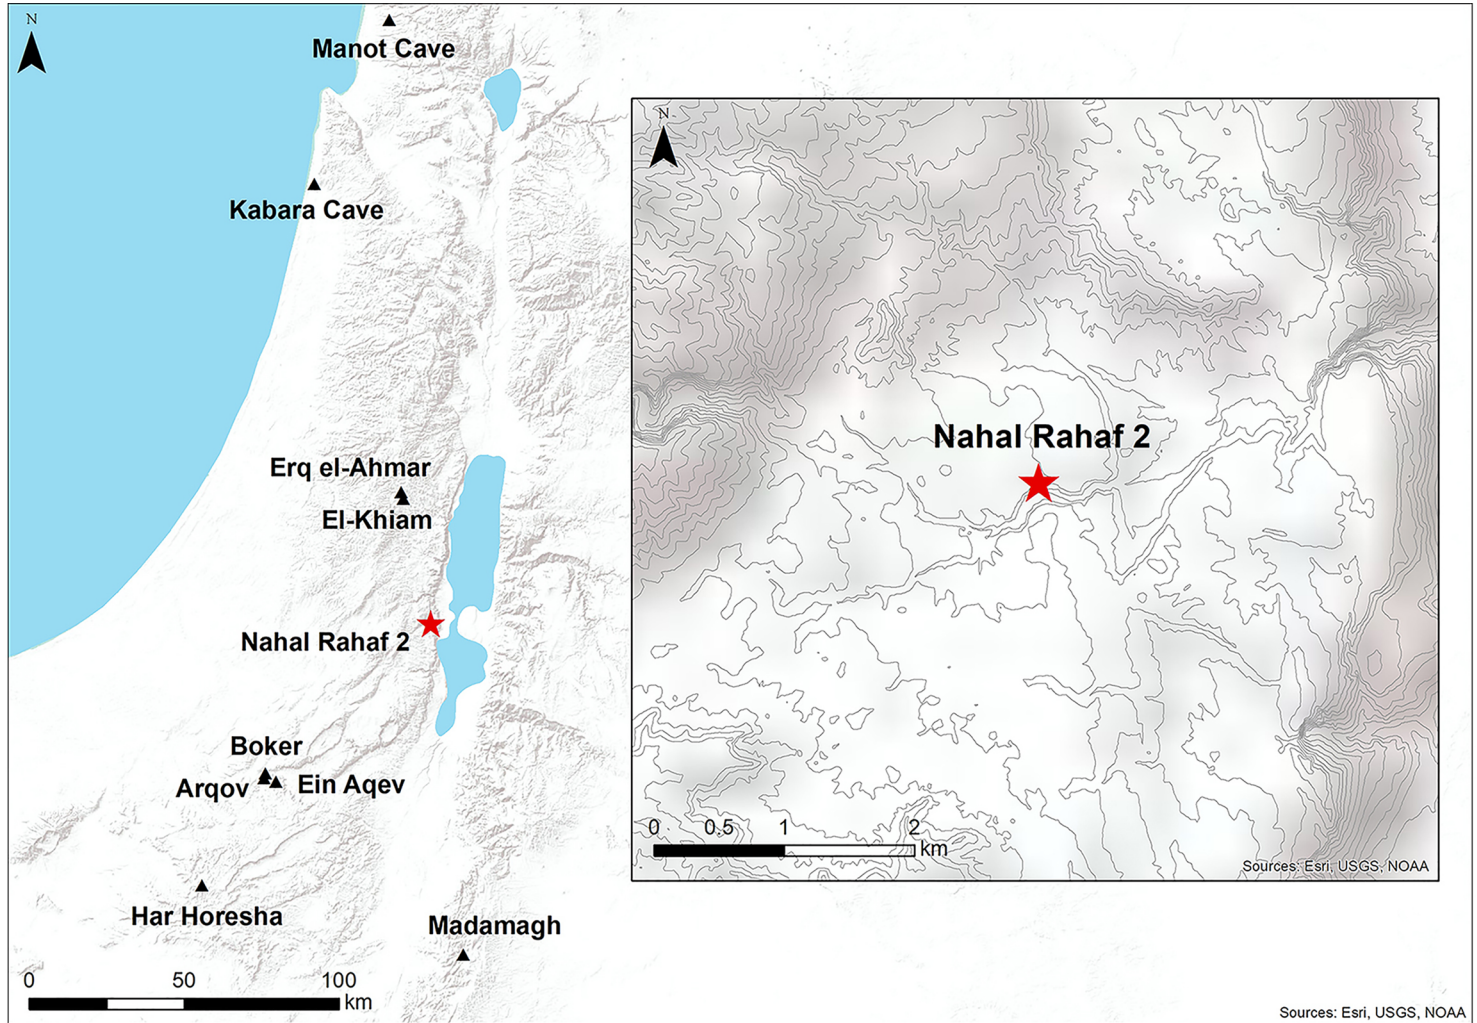 N
Manot Cave
Kabara Cave
Erq el-Ahmar
El-Khiam
Nahal Rahaf 2
Boker
Arqov
Ein Aqev
Har Horesha
Madamagh
0 50 100
km
N
Nahal Rahaf 2
0 0.5 1 2
km
Sources: Esri, USGS, NOAA
Sources: Esri, USGS, NOAA